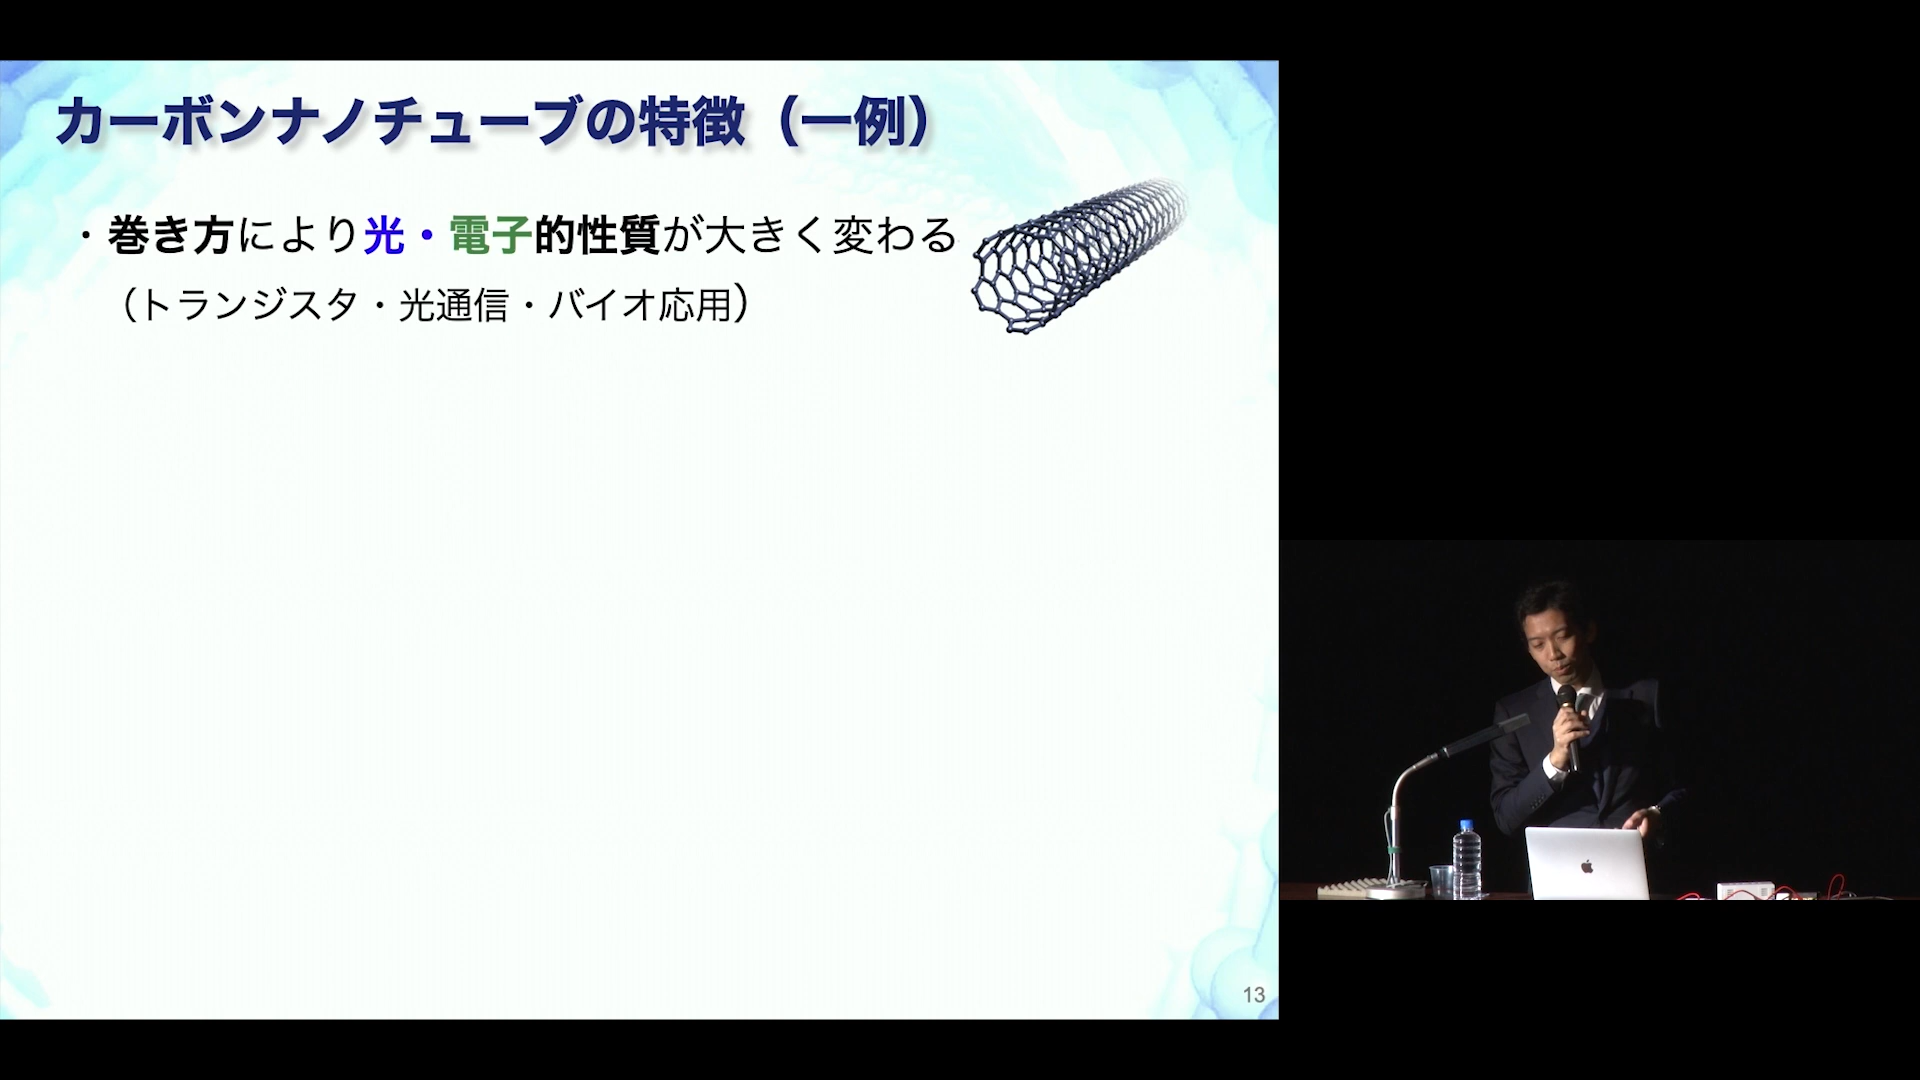 カーボンナノチューブの特徴（一例）
・巻き方により光・電子的性質が大きく変わる
（トランジスタ・光通信・バイオ応用）
13